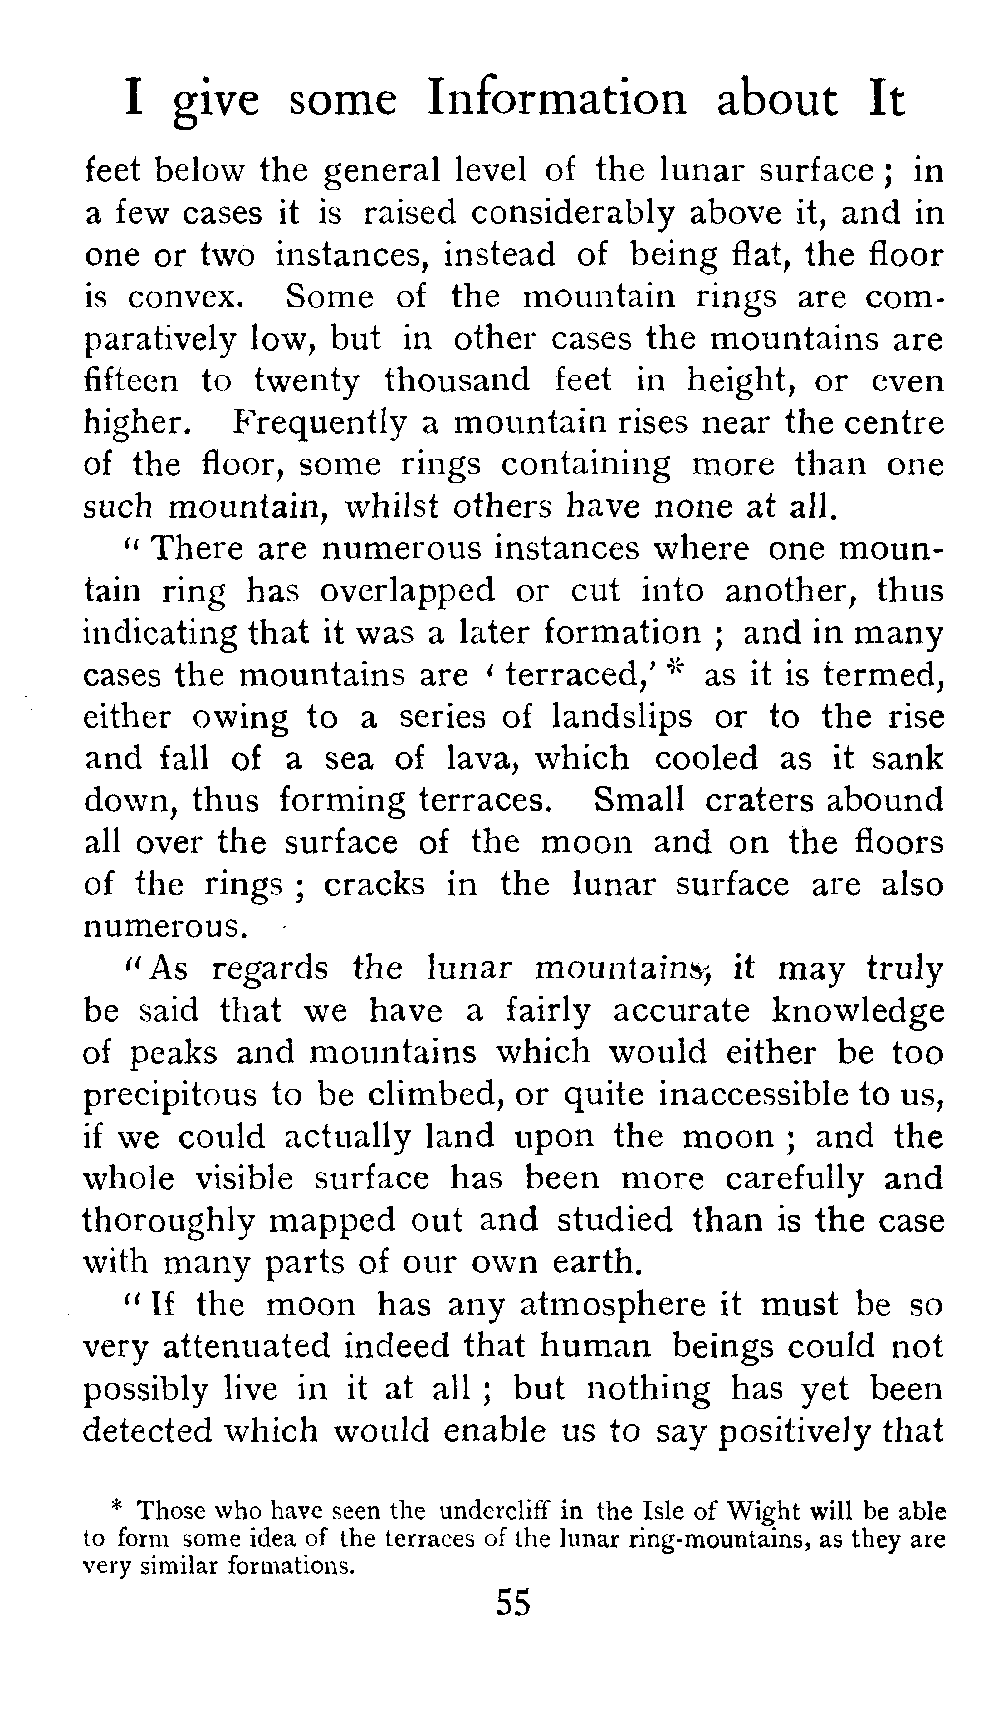 I give some Information about It
feet below the general level of the lunar surface ; in
a few cases it is raised considerably above it, and in
one or two instances, instead of being flat, the floor
is convex. Some of the mountain rings are com-
paratively low, but in other cases the mountains are
fifteen to twenty thousand feet in height, or even
higher. Frequently a mountain rises near the centre
of the floor, some rings containing more than one
such mountain, whilst others have none at all.
“ There are numerous instances where one moun-
tain ring has overlapped or cut into another, thus
indicating that it was a later formation ; and in many
cases the mountains are ‘ terraced,’ * as it is termed,
either owing to a series of landslips or to the rise
and fall of a sea of lava, which cooled as it sank
down, thus forming terraces. Small craters abound
all over the surface of the moon and on the floors
of the rings ; cracks in the lunar surface are also
numerous.
“ As regards the lunar mountains, it may truly
be said that we have a fairly accurate knowledge
of peaks and mountains which would either be too
precipitous to be climbed, or quite inaccessible to us,
if we could actually land upon the moon ; and the
whole visible surface has been more carefully and
thoroughly mapped out and studied than is the case
with many parts of our own earth.
“ If the moon has any atmosphere it must be so
very attenuated indeed that human beings could not
possibly live in it at all ; but nothing has yet been
detected which would enable us to say positively that
* Those who have seen the undercliff in the Isle of Wight will be able
to form some idea of the terraces of the lunar ring-mountains, as they are
very similar formations.
55